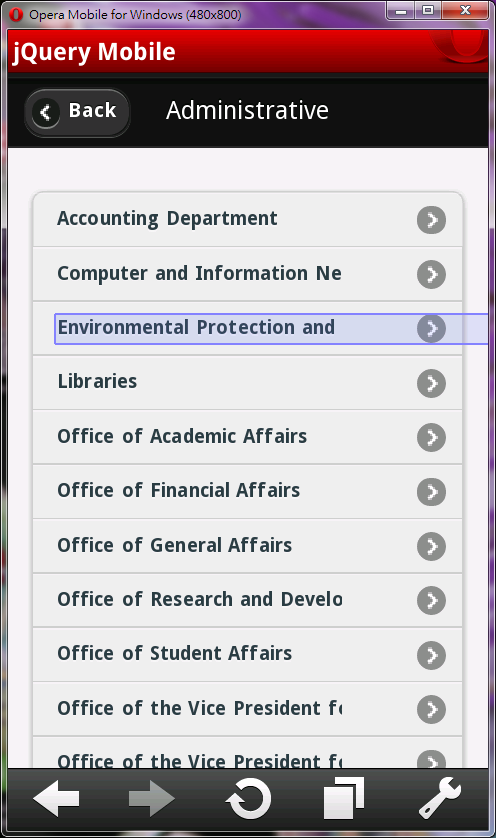 Opera Mobile for Windows (480x800)
jQuery Mobile
Back
Administrative
Accounting Department
Computer and Information Ne
Environmental Protection and
Libraries
Office of Academic Affairs
Office of Financial Affairs
Office of General Affairs
Office of Research and Develo
Office of Student Affairs
Office of the Vice President fo
Office of the Vice President fo